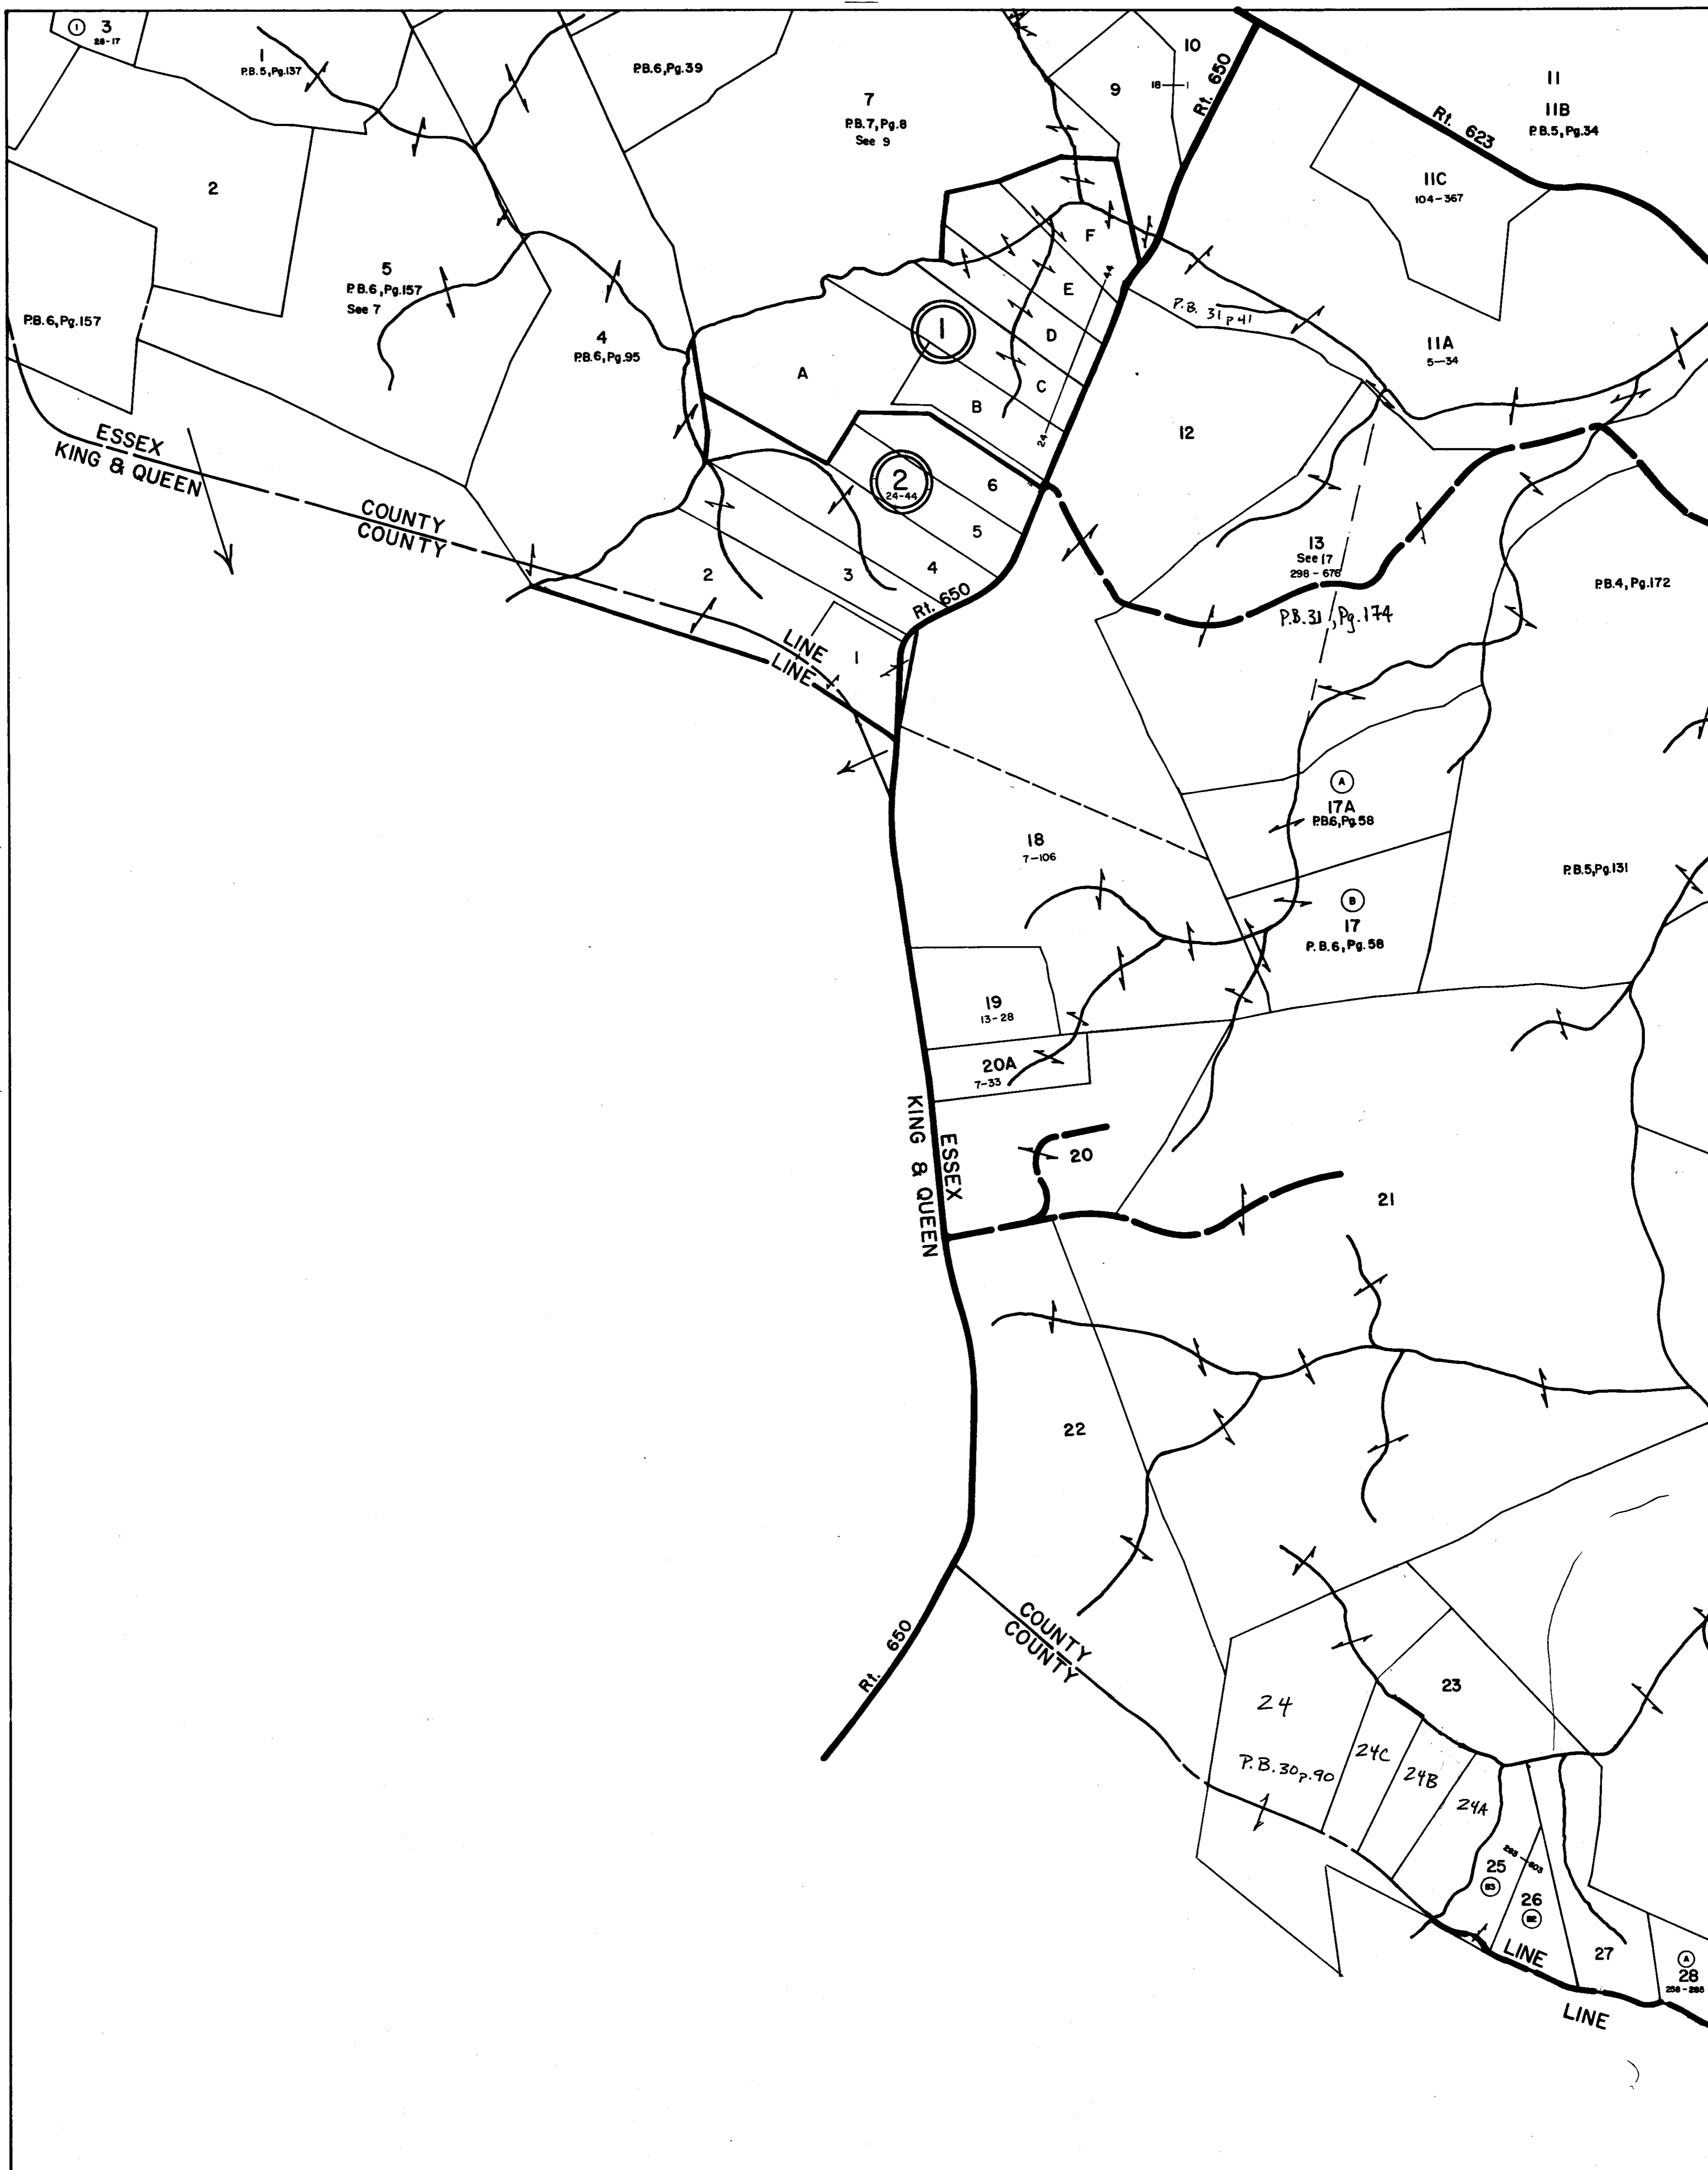 1
3
28-17
1
P.B.5, Pg.137
P.B.6, Pg.39
7
P.B.7, Pg.8
See 9
9
10
18-1
Rt. 650
Rt. 623
11
11B
P.B.5, Pg.34
11C
104-367
11A
5-34
2
5
P.B.6, Pg.157
See 7
P.B.6, Pg.157
4
P.B.6, Pg.95
F
E
D
C
B
A
44
24
1
P.B. 31 p 41
12
2
24-44
6
5
4
3
2
1
Rt. 650
ESSEX
KING & QUEEN
COUNTY
COUNTY
LINE
LINE
13
See 17
298-676
P.B.31, Pg.174
P.B.4, Pg.172
A
17A
P.B.6, Pg.58
B
17
P.B.6, Pg.58
P.B.5, Pg.131
18
7-106
19
13-28
20A
7-33
KING & QUEEN
ESSEX
20
21
22
Rt. 650
COUNTY
COUNTY
23
24
P.B.30 p.90
24C
24B
24A
25
B3
26
B2
27
A
28
LINE
LINE